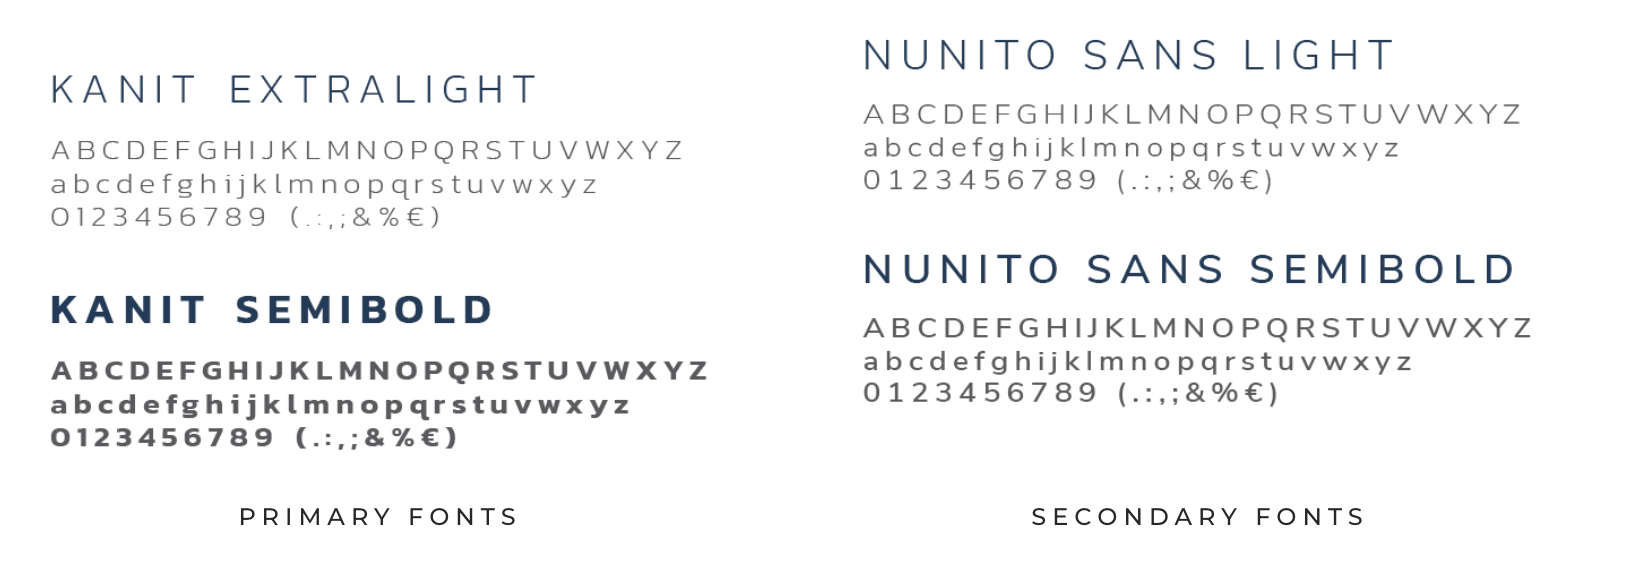 KANIT EXTRALIGHT
ABCDEFGHIJKLMNOPQRSTUVWXYZ
abcdefghijklmnopqrstuvwxyz
0123456789 (.:,;&%€)
KANIT SEMIBOLD
ABCDEFGHIJKLMNOPQRSTUVWXYZ
abcdefghijklmnopqrstuvwxyz
0123456789 (.:,;&%€)
PRIMARY FONTS
NUNITO SANS LIGHT
ABCDEFGHIJKLMNOPQRSTUVWXYZ
abcdefghijklmnopqrstuvwxyz
0123456789 (.:,;&%€)
NUNITO SANS SEMIBOLD
ABCDEFGHIJKLMNOPQRSTUVWXYZ
abcdefghijklmnopqrstuvwxyz
0123456789 (.:,;&%€)
SECONDARY FONTS